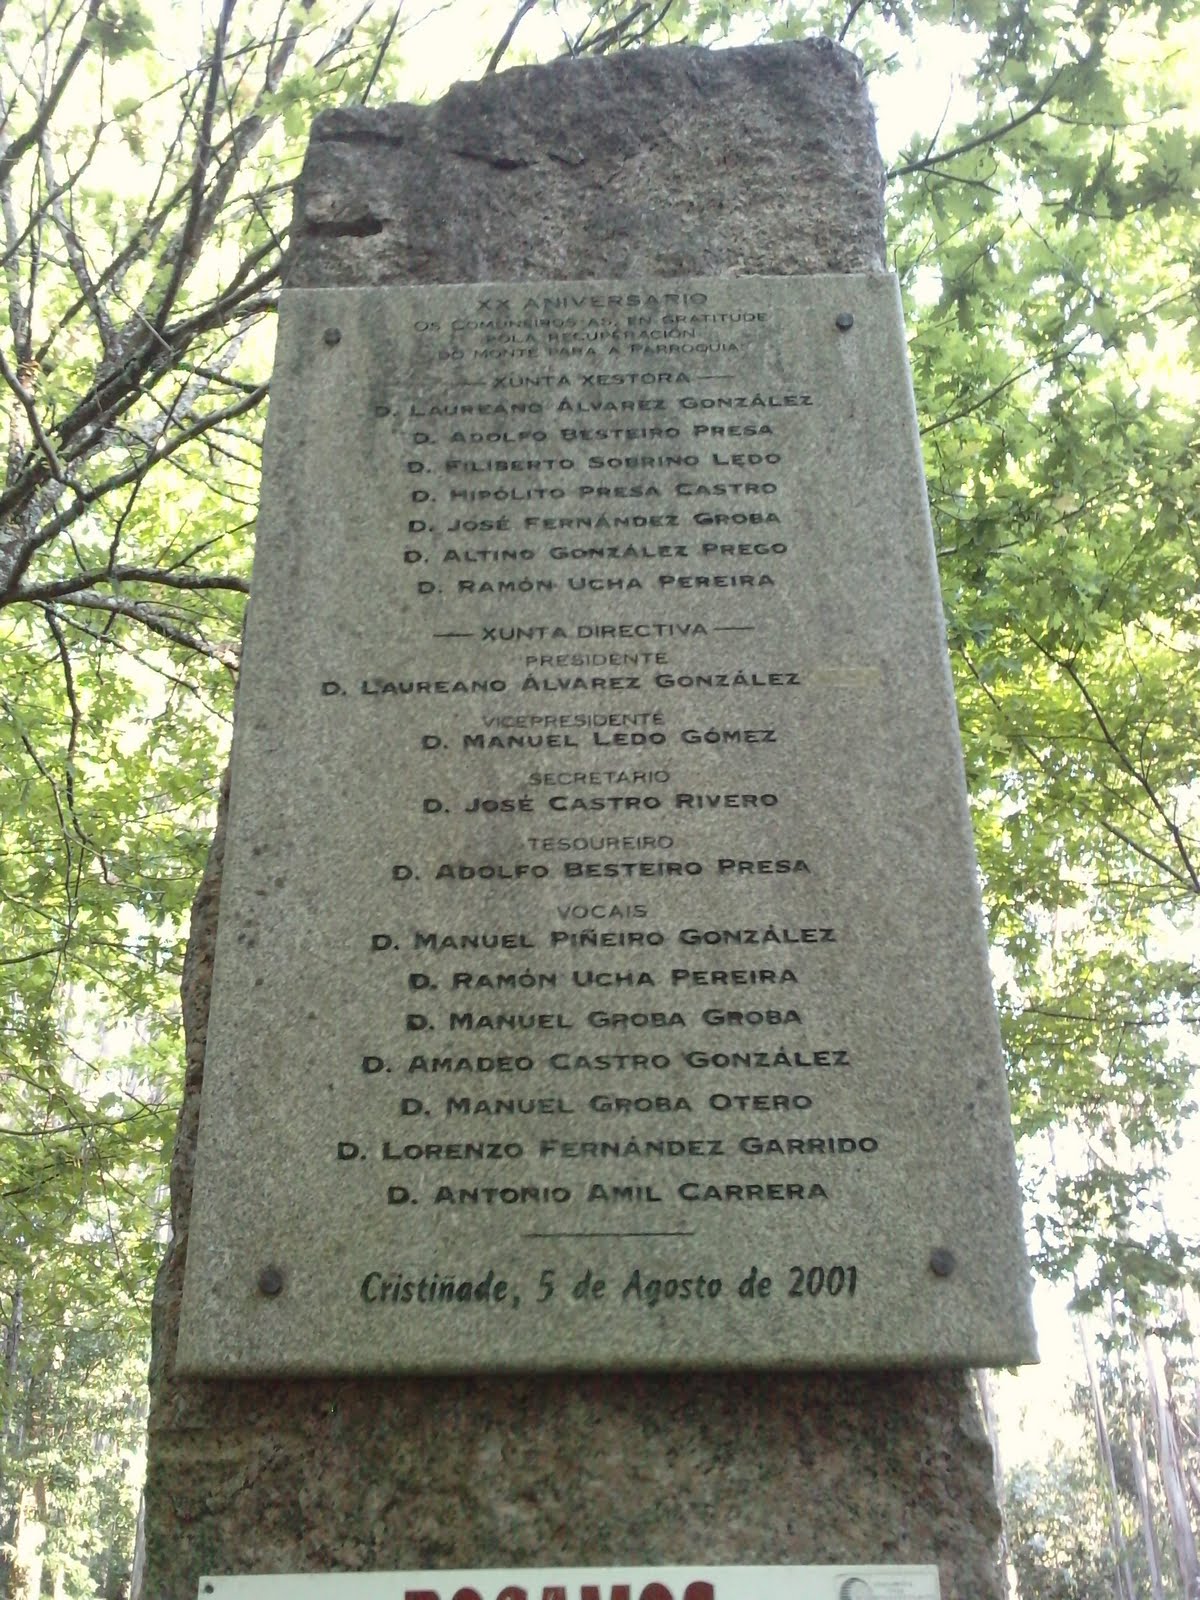 XX ANIVERSARIO
OS COMUNEIROS/AS, EN GRATITUDE
POLA RECUPERACIÓN
DO MONTE PARA A PARROQUIA:
XUNTA XESTORA
D. LAUREANO ÁLVAREZ GONZÁLEZ
D. ADOLFO BESTEIRO PRESA
D. FILIBERTO SOBRINO LEDO
D. HIPÓLITO PRESA CASTRO
D. JOSÉ FERNÁNDEZ GROBA
D. ALTINO GONZÁLEZ PREGO
D. RAMÓN UCHA PEREIRA
XUNTA DIRECTIVA
PRESIDENTE
D. LAUREANO ÁLVAREZ GONZÁLEZ
VICEPRESIDENTE
D. MANUEL LEDO GÓMEZ
SECRETARIO
D. JOSÉ CASTRO RIVERO
TESOUREIRO
D. ADOLFO BESTEIRO PRESA
VOCAIS
D. MANUEL PIÑEIRO GONZÁLEZ
D. RAMÓN UCHA PEREIRA
D. MANUEL GROBA GROBA
D. AMADEO CASTRO GONZÁLEZ
D. MANUEL GROBA OTERO
D. LORENZO FERNÁNDEZ GARRIDO
D. ANTONIO AMIL CARRERA
Cristiñade, 5 de Agosto de 2001
ROGAMOS